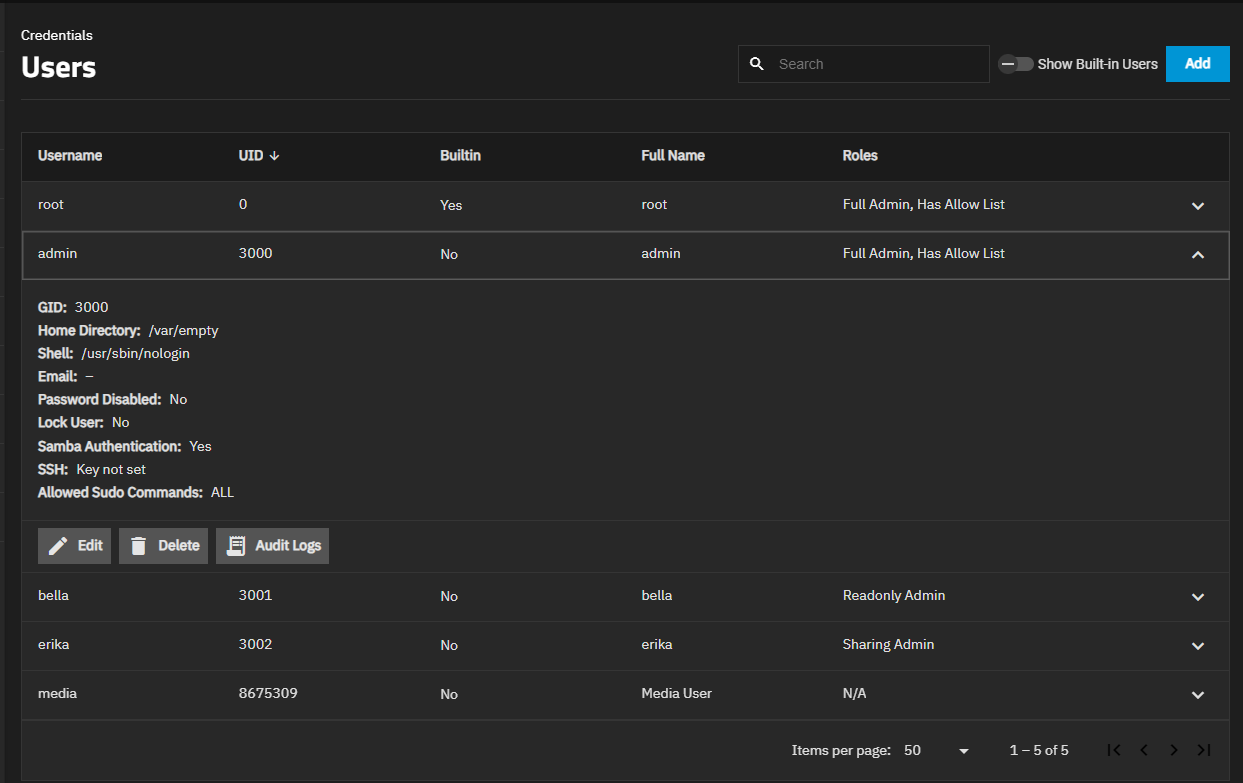 Credentials
Users
Search
Show Built-in Users
Add
Username UID Builtin Full Name Roles
root 0 Yes root Full Admin, Has Allow List
admin 3000 No admin Full Admin, Has Allow List
GID: 3000
Home Directory: /var/empty
Shell: /usr/sbin/nologin
Email: –
Password Disabled: No
Lock User: No
Samba Authentication: Yes
SSH: Key not set
Allowed Sudo Commands: ALL
Edit Delete Audit Logs
bella 3001 No bella Readonly Admin
erika 3002 No erika Sharing Admin
media 8675309 No Media User N/A
Items per page: 50 1 – 5 of 5